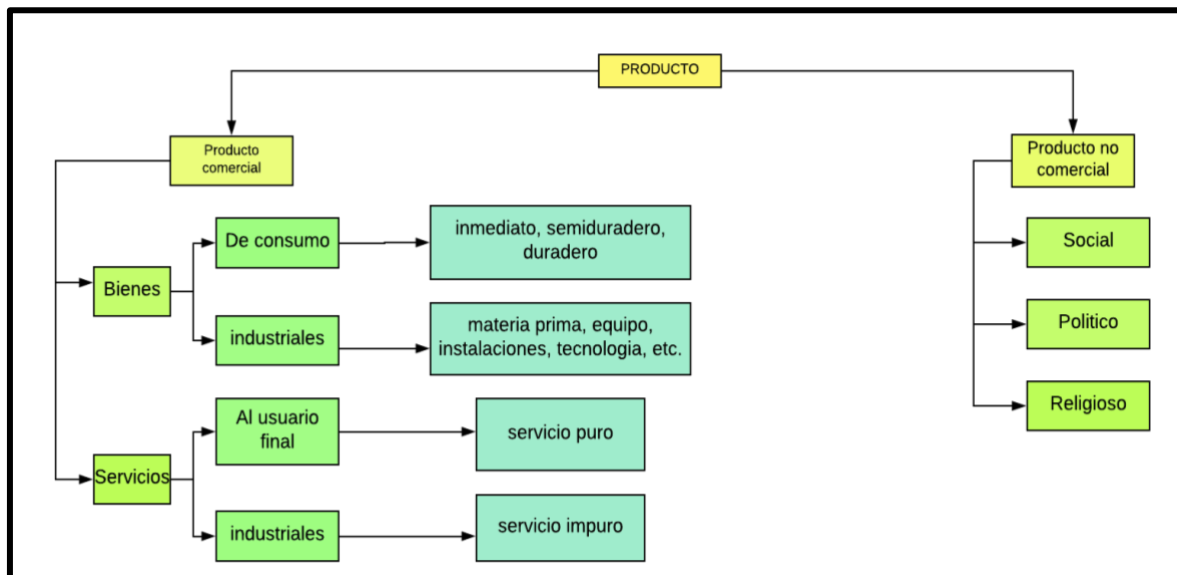 PRODUCTO
Producto
comercial
Producto no
comercial
De consumo
inmediato, semiduradero,
duradero
Social
Bienes
industriales
materia prima, equipo,
instalaciones, tecnologia, etc.
Politico
Al usuario
final
servicio puro
Religioso
Servicios
industriales
servicio impuro